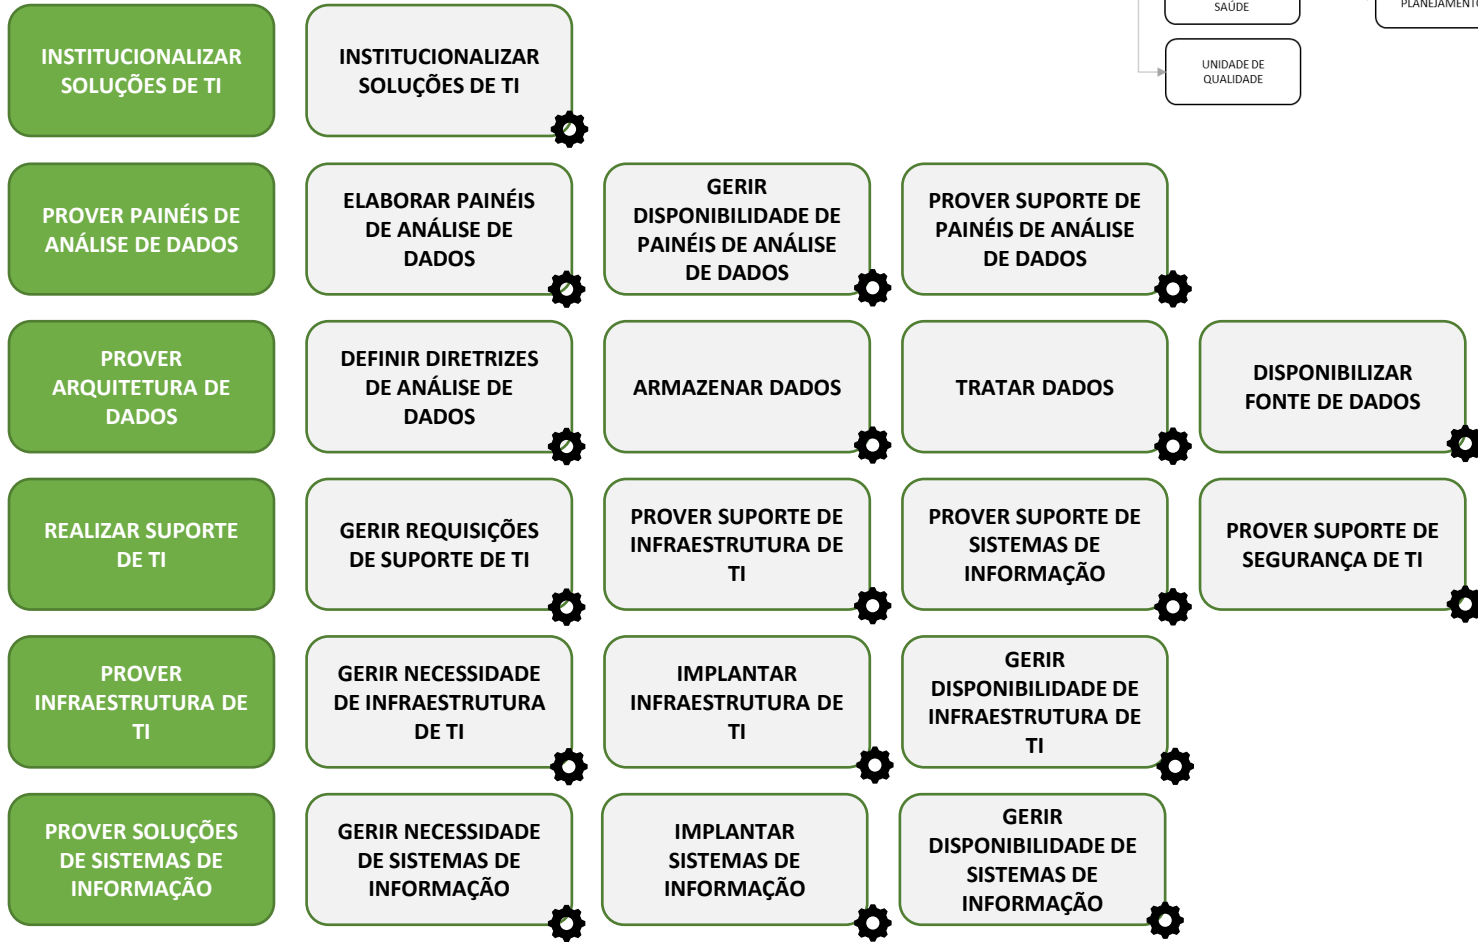 SAÚDE
PLANEJAMENTO
UNIDADE DE
QUALIDADE
INSTITUCIONALIZAR
SOLUÇÕES DE TI
INSTITUCIONALIZAR
SOLUÇÕES DE TI
PROVER PAINÉIS DE
ANÁLISE DE DADOS
ELABORAR PAINÉIS
DE ANÁLISE DE
DADOS
GERIR
DISPONIBILIDADE DE
PAINÉIS DE ANÁLISE
DE DADOS
PROVER SUPORTE DE
PAINÉIS DE ANÁLISE
DE DADOS
PROVER
ARQUITETURA DE
DADOS
DEFINIR DIRETRIZES
DE ANÁLISE DE
DADOS
ARMAZENAR DADOS
TRATAR DADOS
DISPONIBILIZAR
FONTE DE DADOS
REALIZAR SUPORTE
DE TI
GERIR REQUISIÇÕES
DE SUPORTE DE TI
PROVER SUPORTE DE
INFRAESTRUTURA DE
TI
PROVER SUPORTE DE
SISTEMAS DE
INFORMAÇÃO
PROVER SUPORTE DE
SEGURANÇA DE TI
PROVER
INFRAESTRUTURA DE
TI
GERIR NECESSIDADE
DE INFRAESTRUTURA
DE TI
IMPLANTAR
INFRAESTRUTURA DE
TI
GERIR
DISPONIBILIDADE DE
INFRAESTRUTURA DE
TI
PROVER SOLUÇÕES
DE SISTEMAS DE
INFORMAÇÃO
GERIR NECESSIDADE
DE SISTEMAS DE
INFORMAÇÃO
IMPLANTAR
SISTEMAS DE
INFORMAÇÃO
GERIR
DISPONIBILIDADE DE
SISTEMAS DE
INFORMAÇÃO